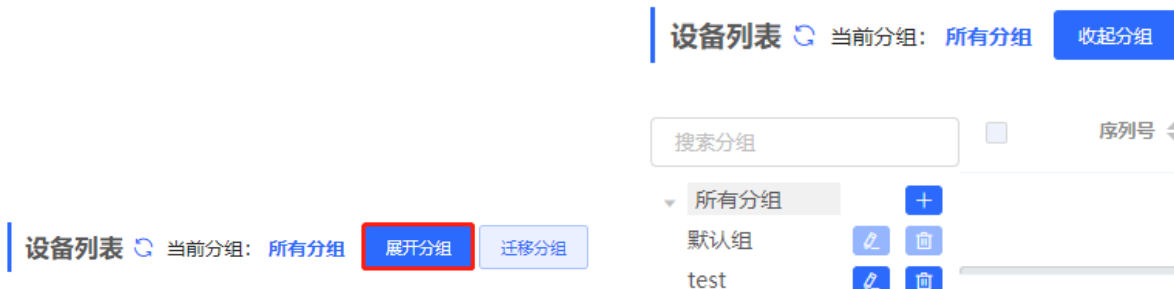 设备列表 当前分组： 所有分组 展开分组 迁移分组
设备列表 当前分组： 所有分组 收起分组
搜索分组
序列号
所有分组
默认组
test